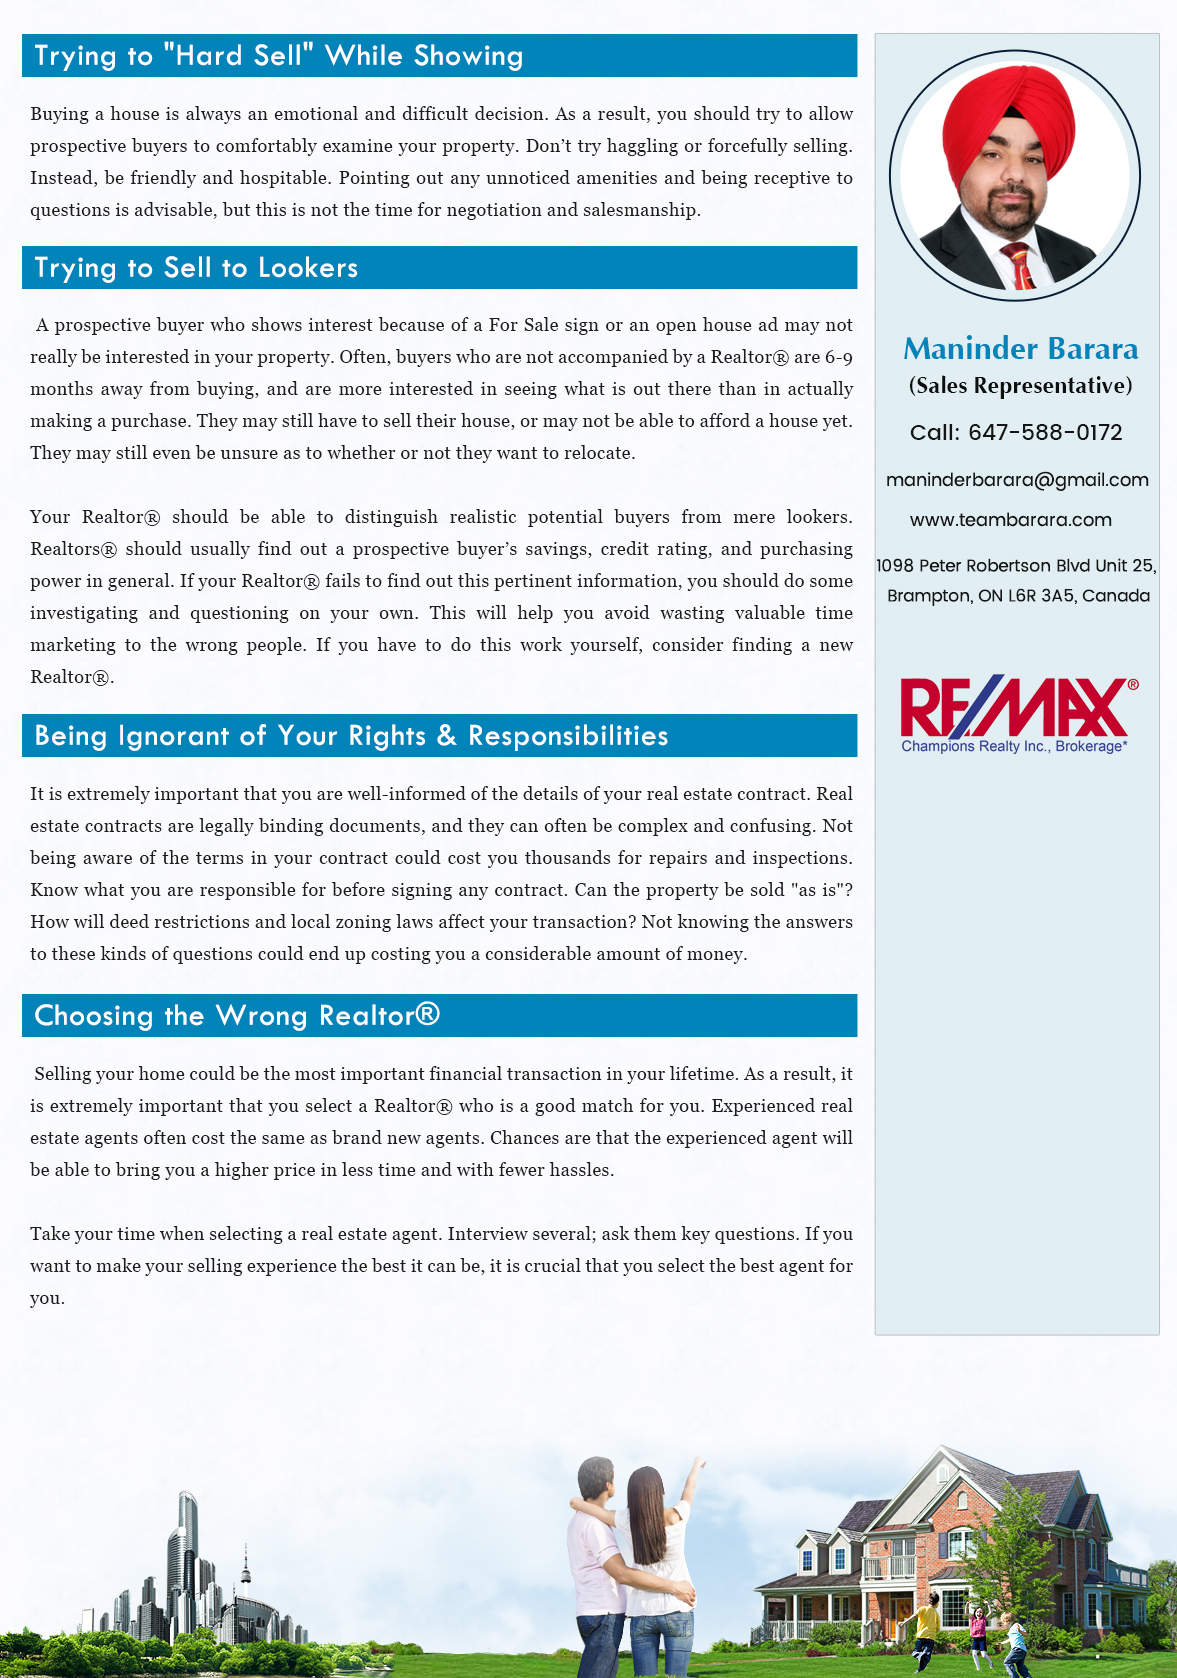 Trying to "Hard Sell" While Showing
Buying a house is always an emotional and difficult decision. As a result, you should try to allow
prospective buyers to comfortably examine your property. Don’t try haggling or forcefully selling.
Instead, be friendly and hospitable. Pointing out any unnoticed amenities and being receptive to
questions is advisable, but this is not the time for negotiation and salesmanship.
Trying to Sell to Lookers
A prospective buyer who shows interest because of a For Sale sign or an open house ad may not
really be interested in your property. Often, buyers who are not accompanied by a Realtor® are 6-9
months away from buying, and are more interested in seeing what is out there than in actually
making a purchase. They may still have to sell their house, or may not be able to afford a house yet.
They may still even be unsure as to whether or not they want to relocate.
Your Realtor® should be able to distinguish realistic potential buyers from mere lookers.
Realtors® should usually find out a prospective buyer’s savings, credit rating, and purchasing
power in general. If your Realtor® fails to find out this pertinent information, you should do some
investigating and questioning on your own. This will help you avoid wasting valuable time
marketing to the wrong people. If you have to do this work yourself, consider finding a new
Realtor®.
Being Ignorant of Your Rights & Responsibilities
It is extremely important that you are well-informed of the details of your real estate contract. Real
estate contracts are legally binding documents, and they can often be complex and confusing. Not
being aware of the terms in your contract could cost you thousands for repairs and inspections.
Know what you are responsible for before signing any contract. Can the property be sold "as is"?
How will deed restrictions and local zoning laws affect your transaction? Not knowing the answers
to these kinds of questions could end up costing you a considerable amount of money.
Choosing the Wrong Realtor®
Selling your home could be the most important financial transaction in your lifetime. As a result, it
is extremely important that you select a Realtor® who is a good match for you. Experienced real
estate agents often cost the same as brand new agents. Chances are that the experienced agent will
be able to bring you a higher price in less time and with fewer hassles.
Take your time when selecting a real estate agent. Interview several; ask them key questions. If you
want to make your selling experience the best it can be, it is crucial that you select the best agent for
you.
Maninder Barara
(Sales Representative)
Call: 647-588-0172
maninderbarara@gmail.com
www.teambarara.com
1098 Peter Robertson Blvd Unit 25,
Brampton, ON L6R 3A5, Canada
RE/MAX®
Champions Realty Inc., Brokerage*